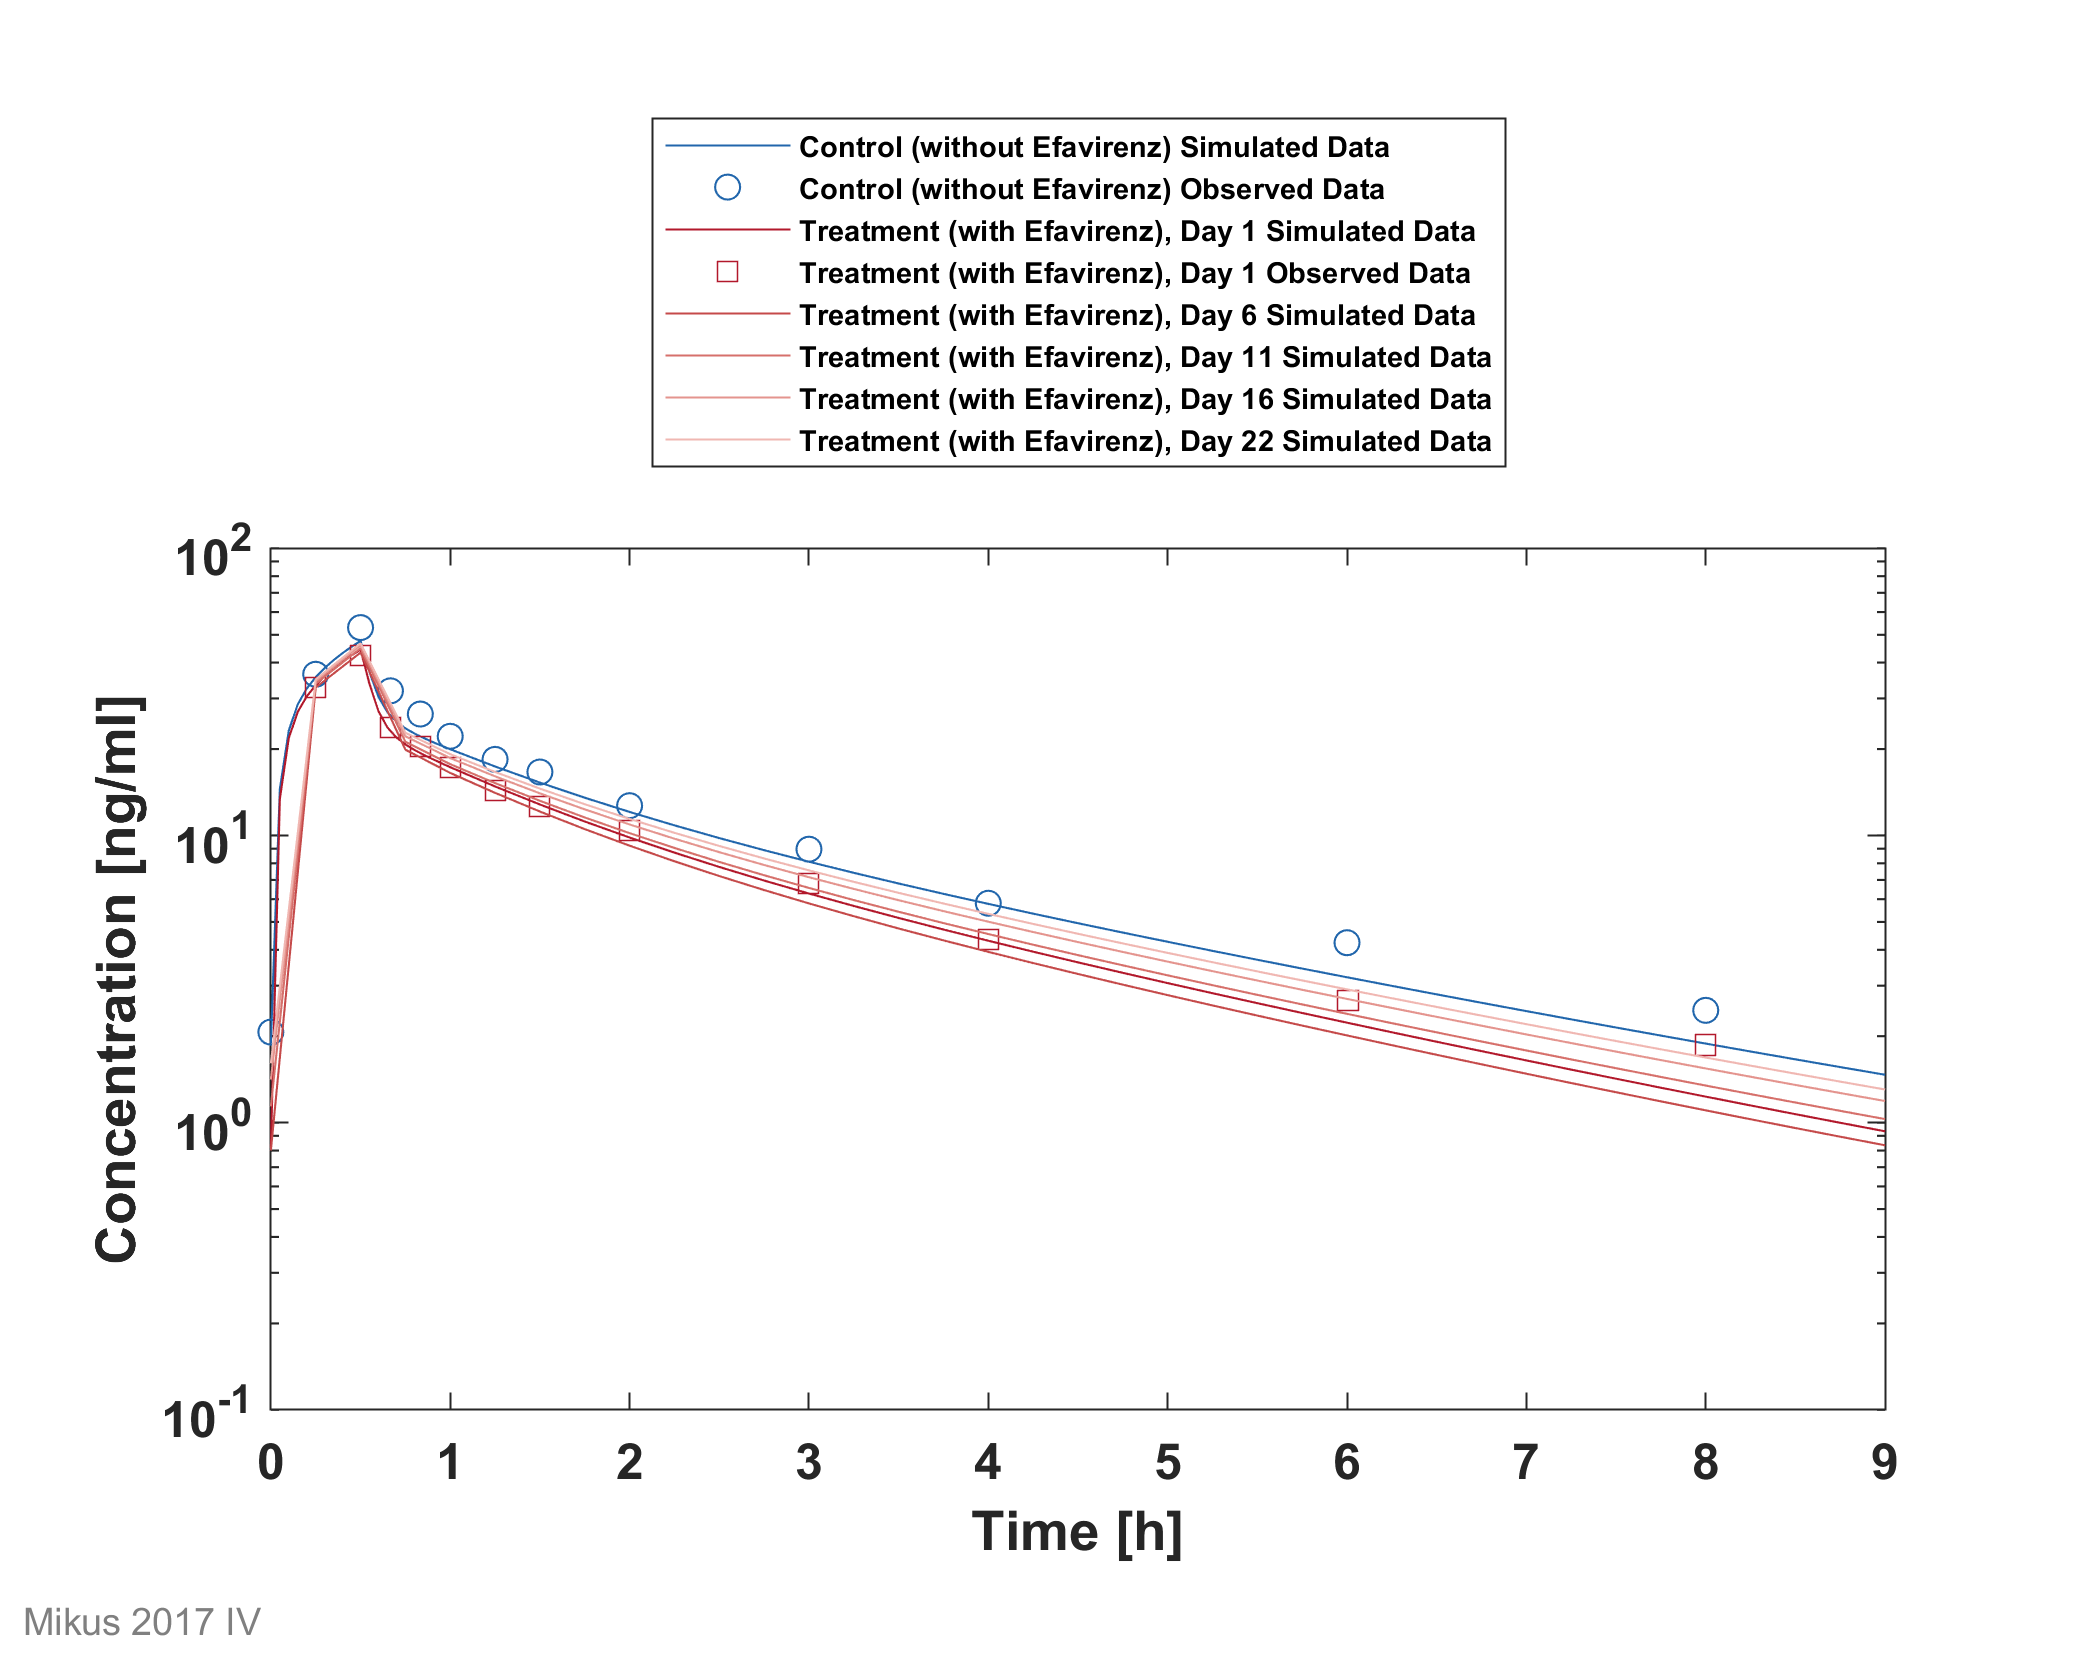 Control (without Efavirenz) Simulated Data
Control (without Efavirenz) Observed Data
Treatment (with Efavirenz), Day 1 Simulated Data
Treatment (with Efavirenz), Day 1 Observed Data
Treatment (with Efavirenz), Day 6 Simulated Data
Treatment (with Efavirenz), Day 11 Simulated Data
Treatment (with Efavirenz), Day 16 Simulated Data
Treatment (with Efavirenz), Day 22 Simulated Data
Concentration [ng/ml]
10^2
10^1
10^0
10^-1
0 1 2 3 4 5 6 7 8 9
Time [h]
Mikus 2017 IV